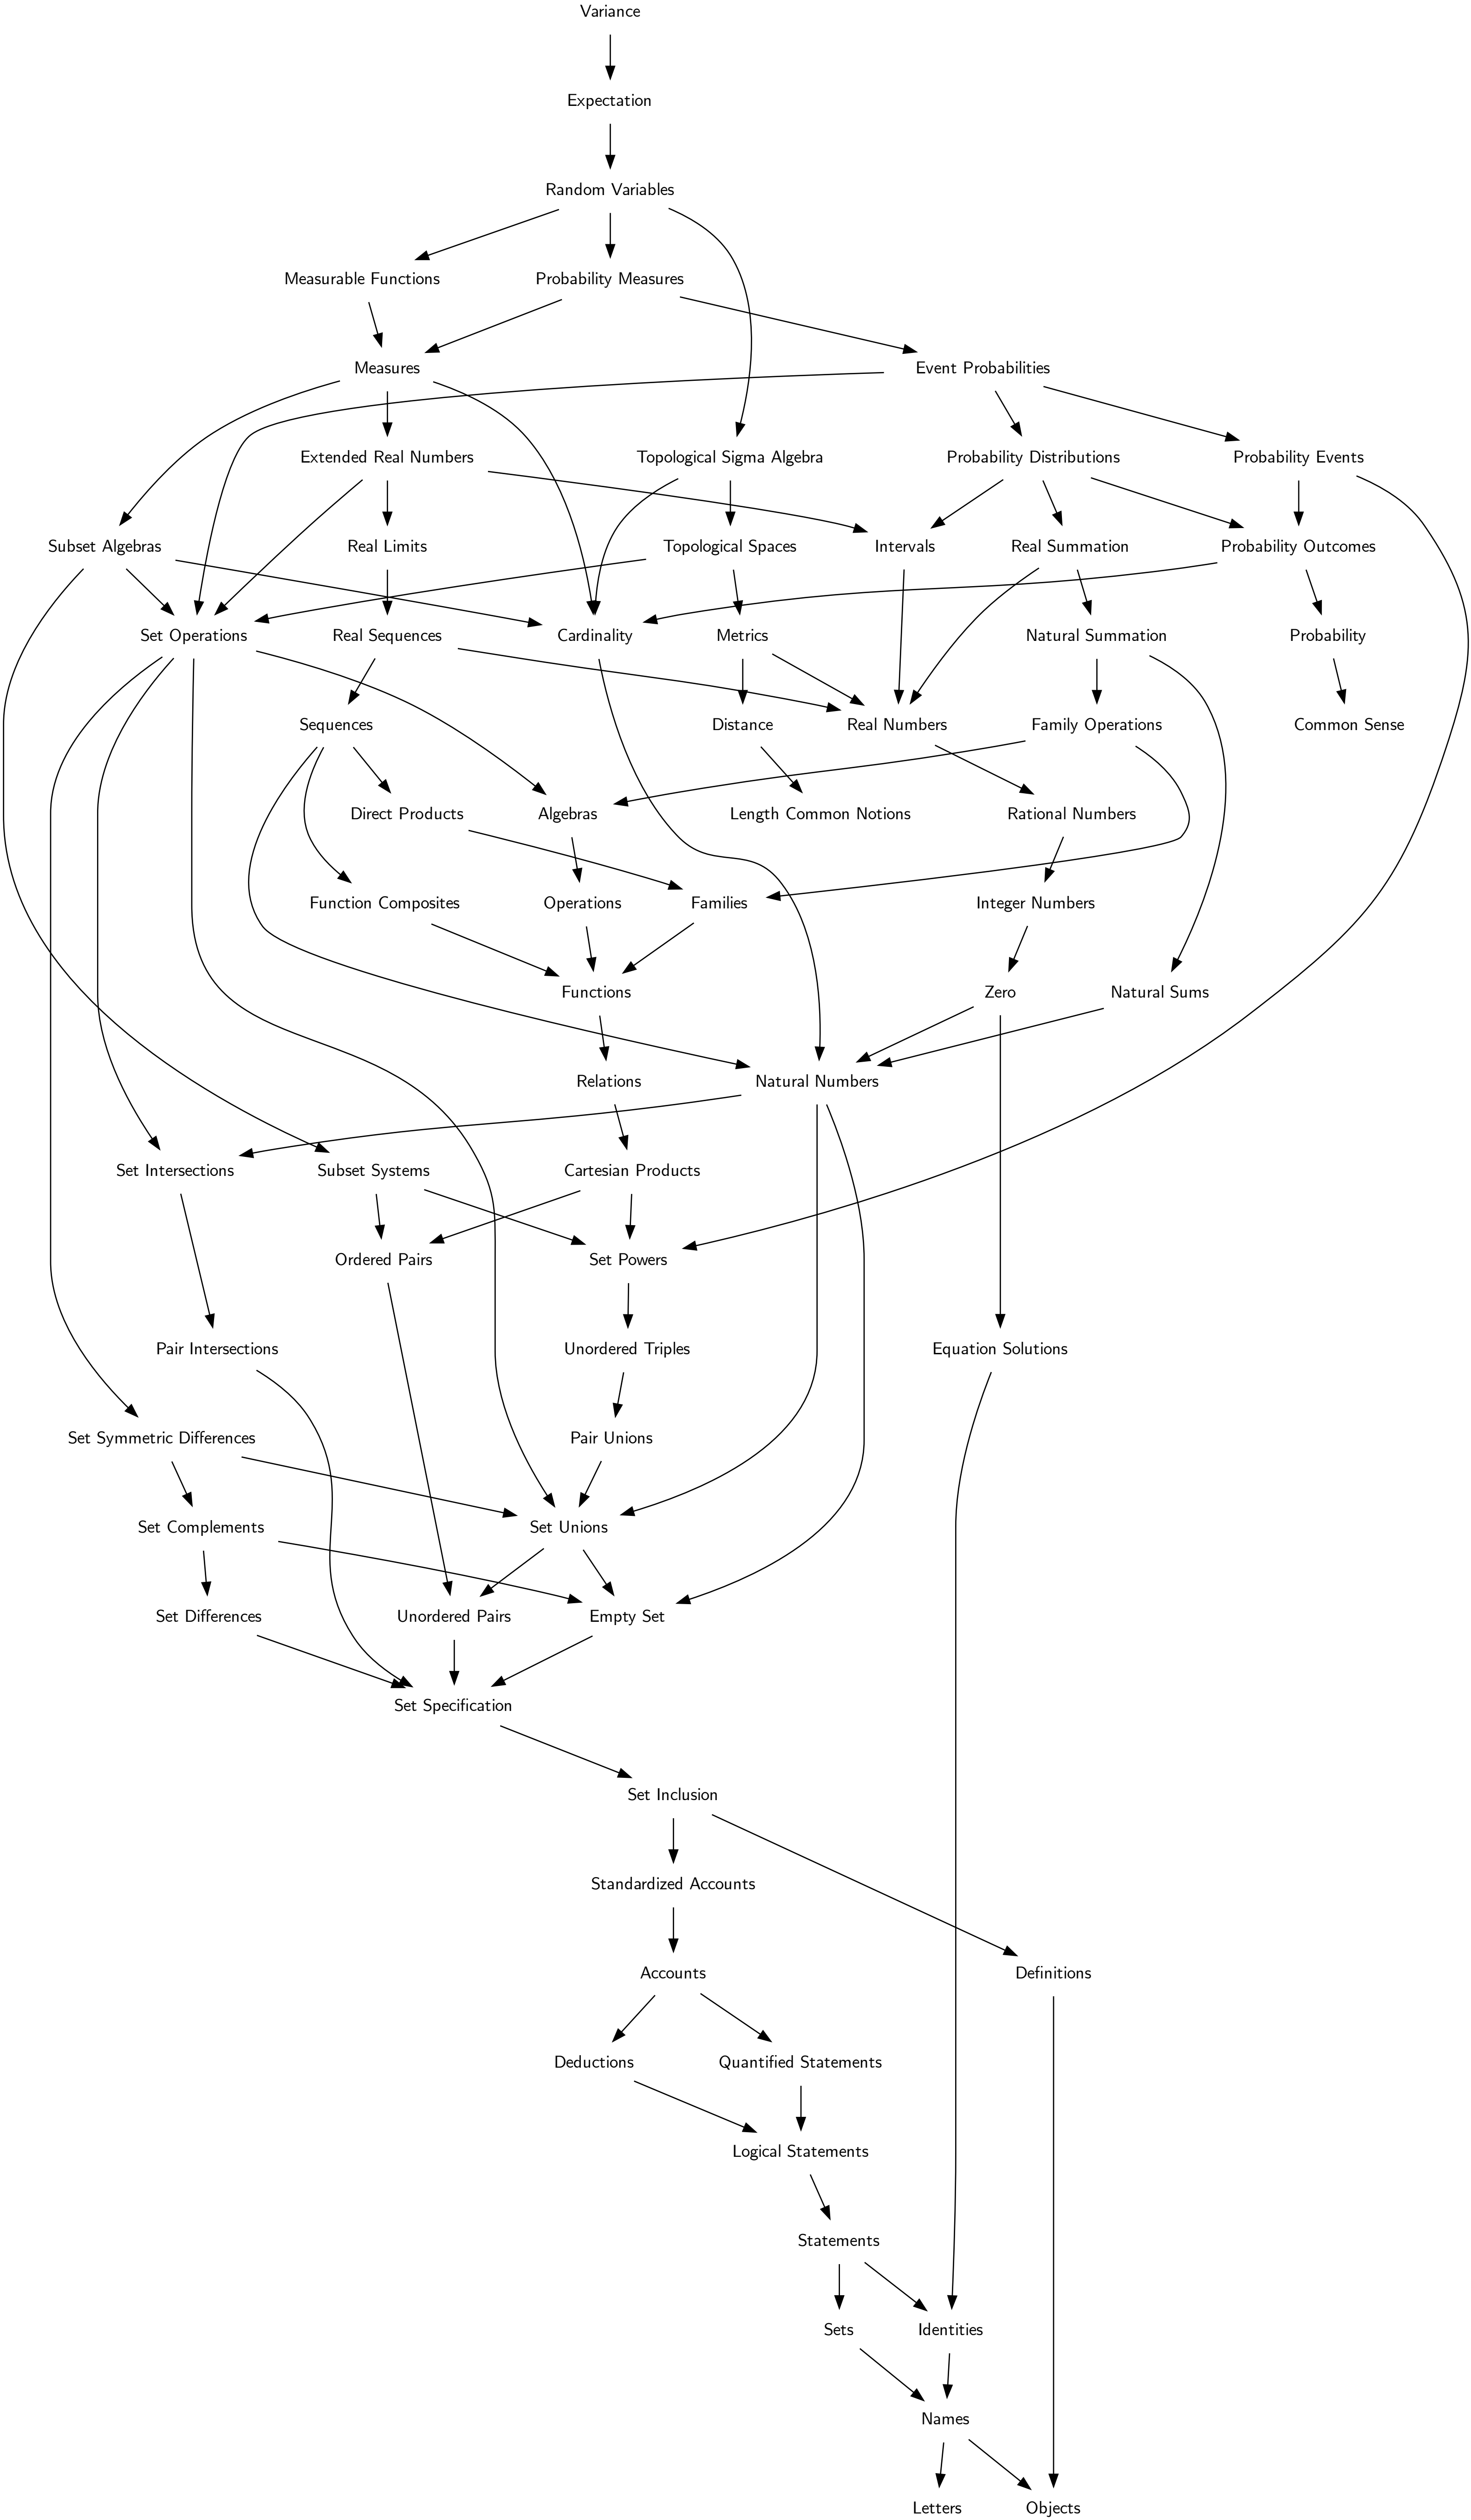 Variance
Expectation
Random Variables
Measurable Functions
Probability Measures
Measures
Event Probabilities
Extended Real Numbers
Topological Sigma Algebra
Probability Distributions
Probability Events
Subset Algebras
Real Limits
Topological Spaces
Intervals
Real Summation
Probability Outcomes
Set Operations
Real Sequences
Cardinality
Metrics
Natural Summation
Probability
Sequences
Distance
Real Numbers
Family Operations
Common Sense
Direct Products
Algebras
Length Common Notions
Rational Numbers
Function Composites
Operations
Families
Integer Numbers
Functions
Zero
Natural Sums
Relations
Natural Numbers
Set Intersections
Subset Systems
Cartesian Products
Ordered Pairs
Set Powers
Pair Intersections
Unordered Triples
Equation Solutions
Set Symmetric Differences
Pair Unions
Set Complements
Set Unions
Set Differences
Unordered Pairs
Empty Set
Set Specification
Set Inclusion
Standardized Accounts
Accounts
Definitions
Deductions
Quantified Statements
Logical Statements
Statements
Sets
Identities
Names
Letters
Objects